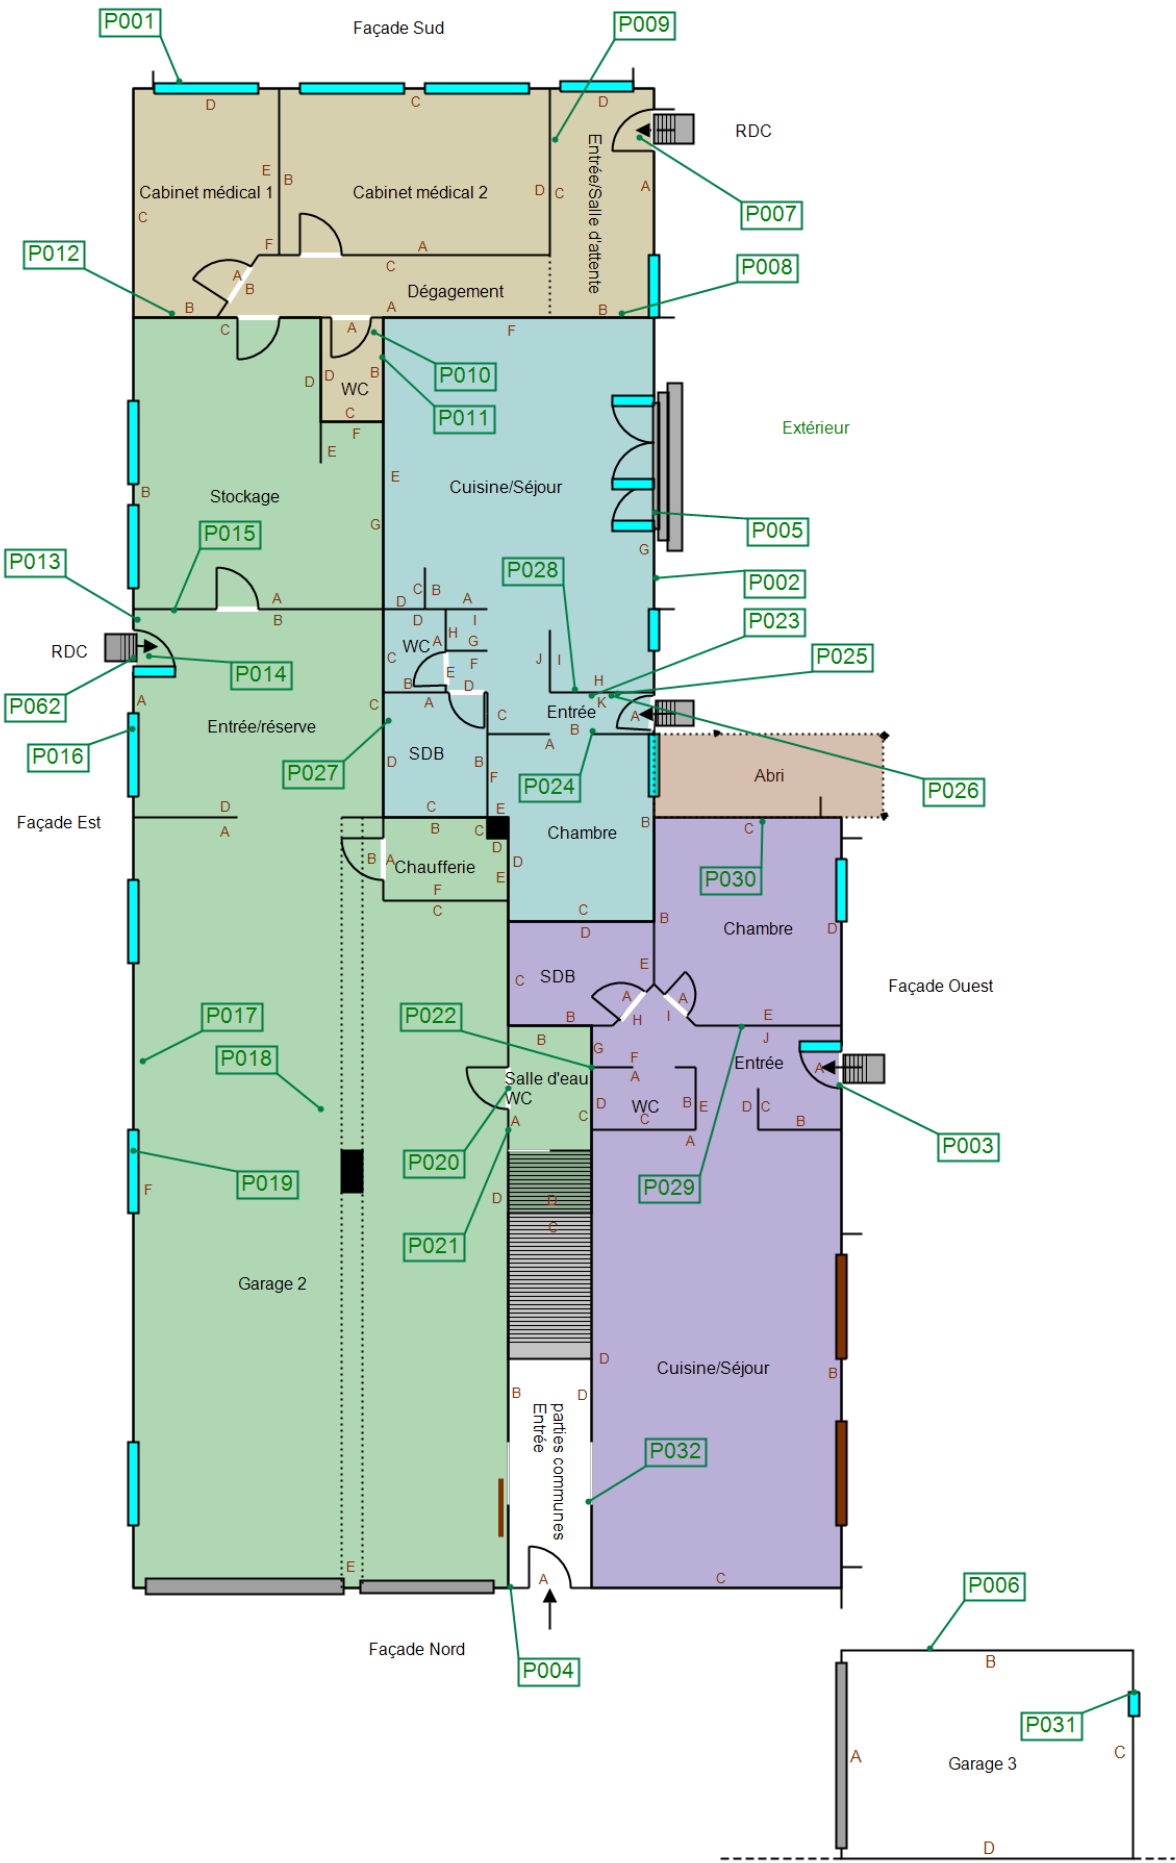 P001
Façade Sud
P009
D
C
D
RDC
Entrée/Salle d'attente
E
B
D
C
A
Cabinet médical 1
Cabinet médical 2
C
P007
F
A
P012
C
A
B
Dégagement
P008
B
A
B
C
A
F
P010
D
D
B
WC
C
P011
F
Extérieur
E
E
Cuisine/Séjour
B
Stockage
G
P015
P005
P013
G
P028
P002
C
B
A
D
A
B
D
I
P023
H
WC
A
G
RDC
P025
C
F
J
I
P014
E
B
D
H
P062
A
C
A
K
C
Entrée
A
Entrée/réserve
B
P016
A
SDB
P027
D
B
F
P024
Abri
P026
D
C
E
Façade Est
A
B
C
B
C
Chambre
D
P030
B
A
Chaufferie
D
E
F
C
C
B
D
Chambre
D
E
SDB
C
Façade Ouest
A
A
P017
P022
B
H
I
E
B
G
J
P018
F
Entrée
Salle d'eau
A
A
WC
D
WC
B
E
D
C
A
C
C
B
P003
P020
A
P019
P029
F
D
B
C
P021
Garage 2
D
Cuisine/Séjour
B
B
D
parties communes
Entrée
P032
E
A
C
P006
Façade Nord
P004
B
P031
A
Garage 3
C
D